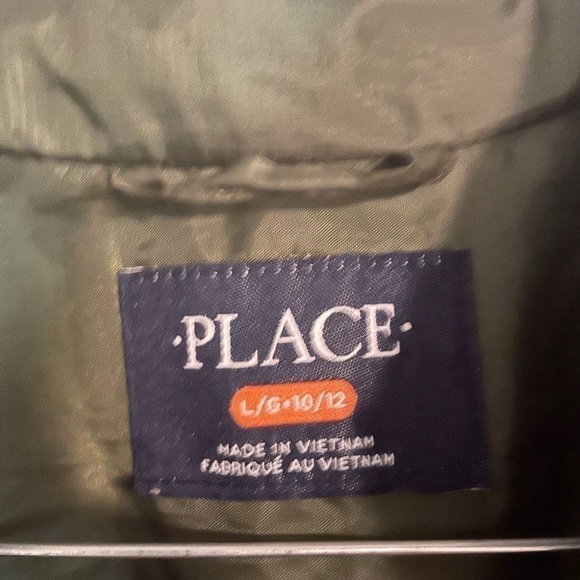 ·PLACE·
L/G•10/12
MADE IN VIETNAM
FABRIQUÉ AU VIETNAM